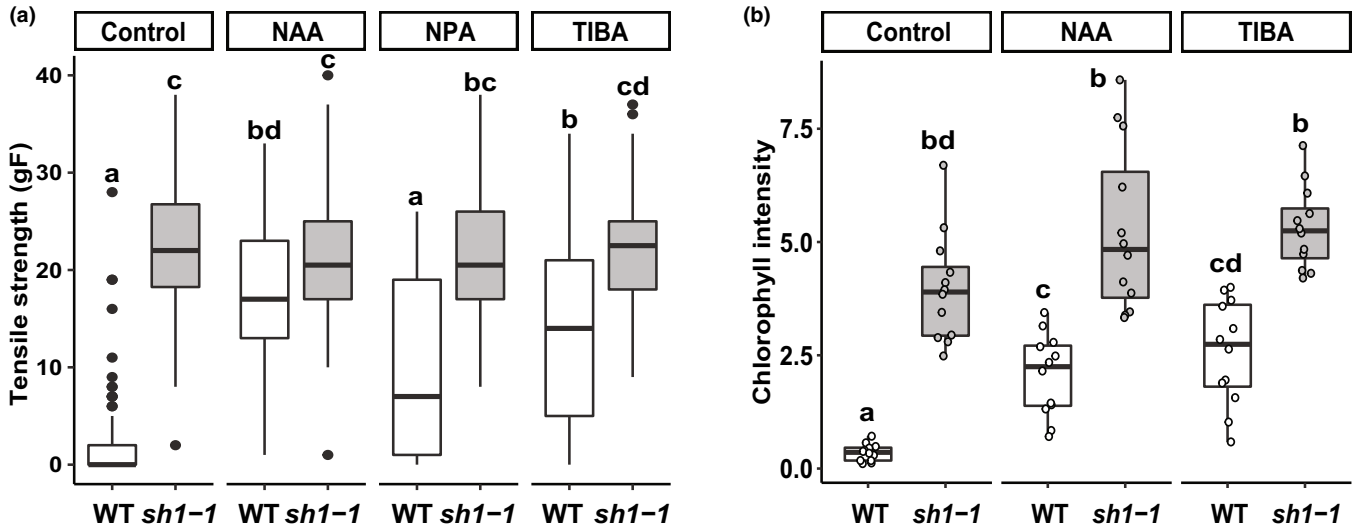 (a)
Control NAA NPA TIBA
Tensile strength (gF)
40
30
20
10
0
a c bd c a bc b cd
WT sh1−1 WT sh1−1 WT sh1−1 WT sh1−1
(b)
Control NAA TIBA
Chlorophyll intensity
7.5
5.0
2.5
0.0
a bd c b cd b
WT sh1−1 WT sh1−1 WT sh1−1